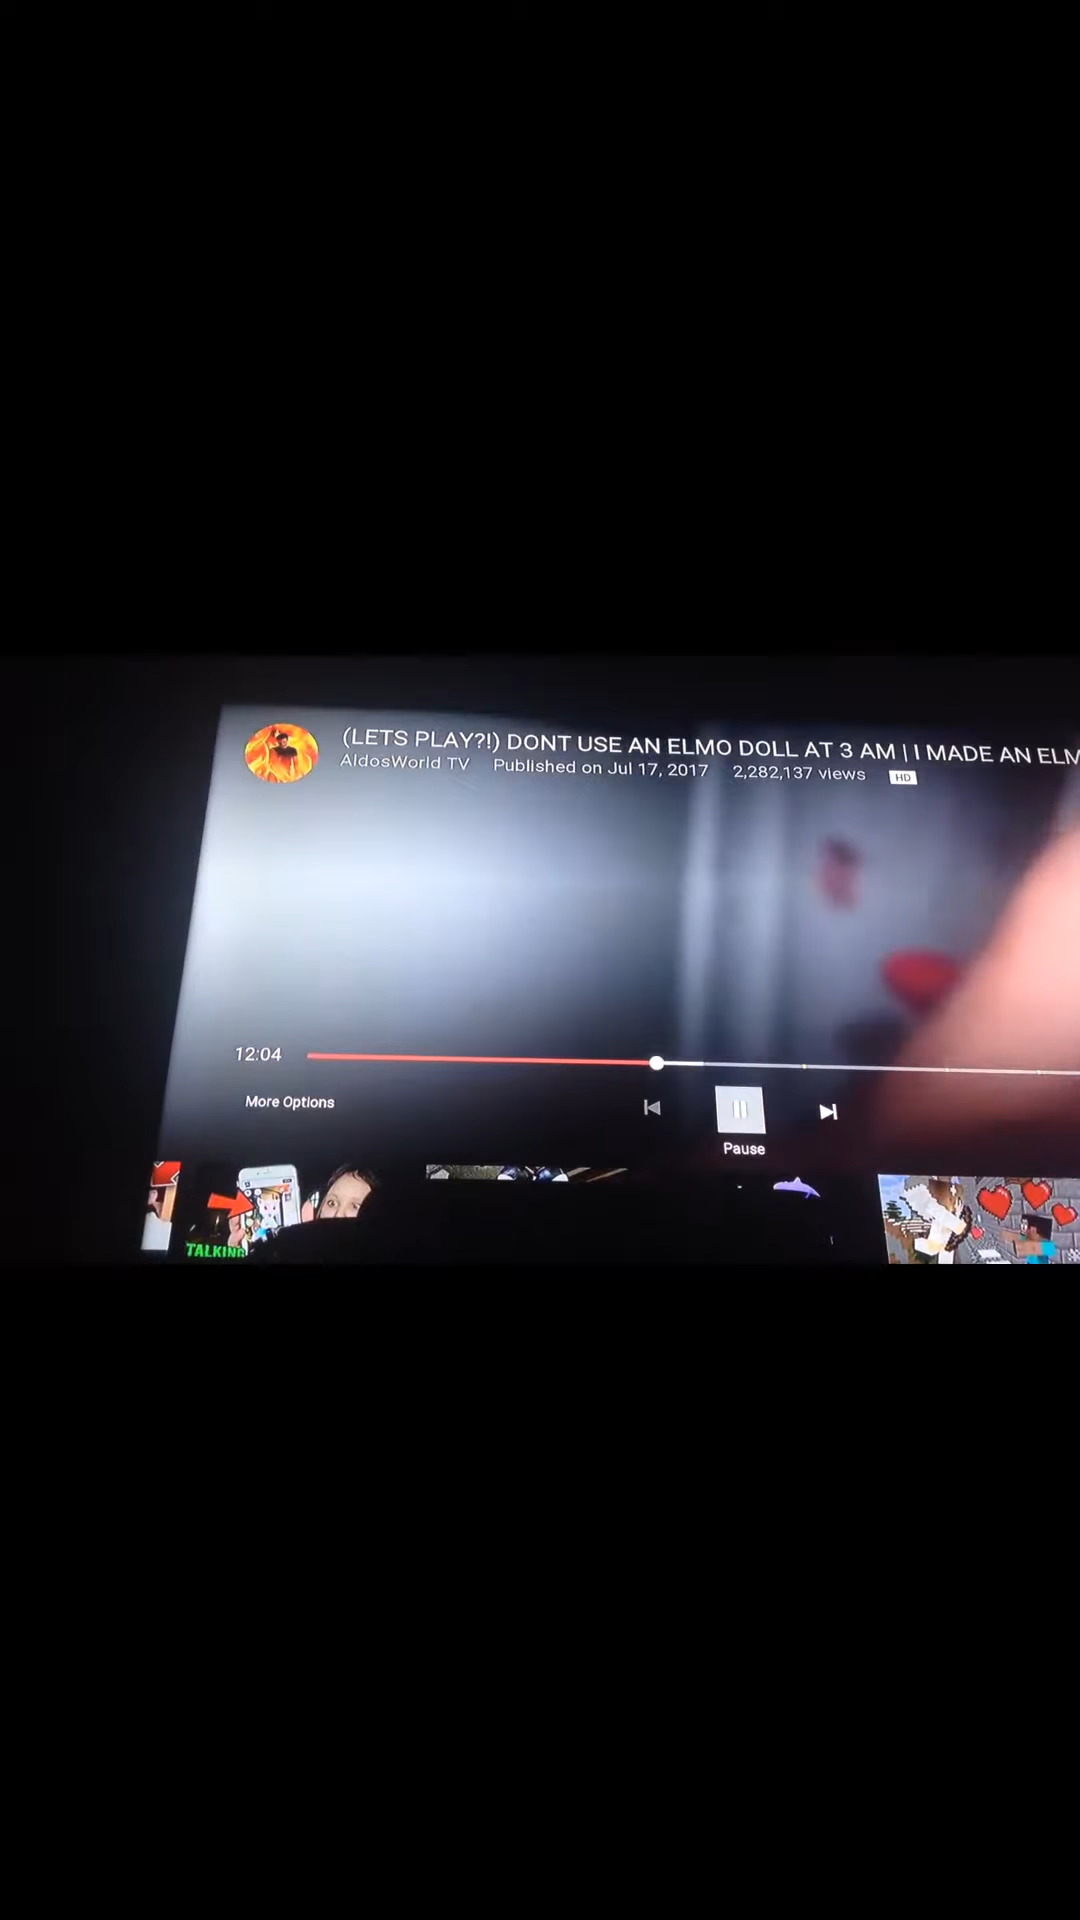 (LETS PLAY?!) DONT USE AN ELMO DOLL AT 3 AM | I MADE AN ELM
AldosWorld TV Published on Jul 17, 2017 2,282,137 views HD
12:04
More Options
Pause
TALKING